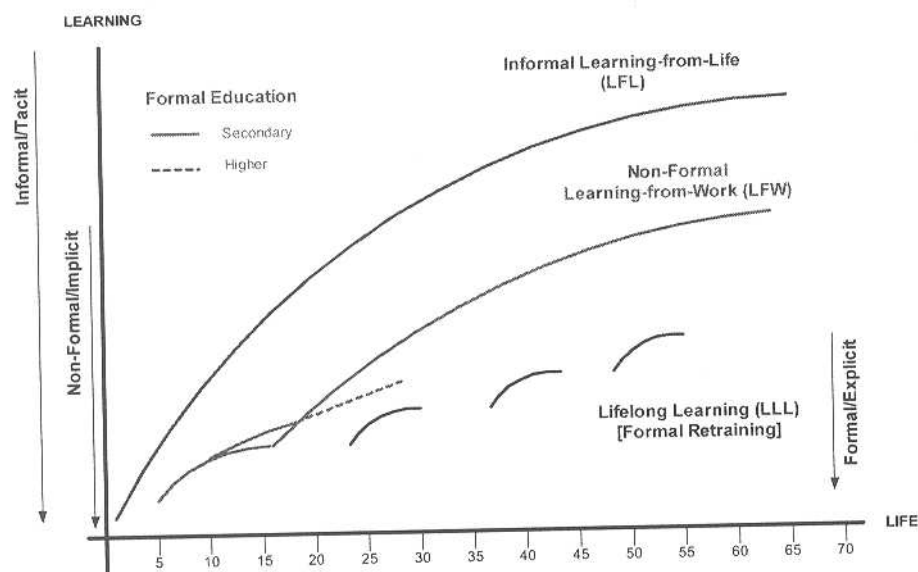 LEARNING
Informal Learning-from-Life
(LFL)
Formal Education
Secondary
Higher
Non-Formal
Learning-from-Work (LFW)
Informal/Tacit
Non-Formal/Implicit
Lifelong Learning (LLL)
[Formal Retraining]
Formal/Explicit
LIFE
5 10 15 20 25 30 35 40 45 50 55 60 65 70